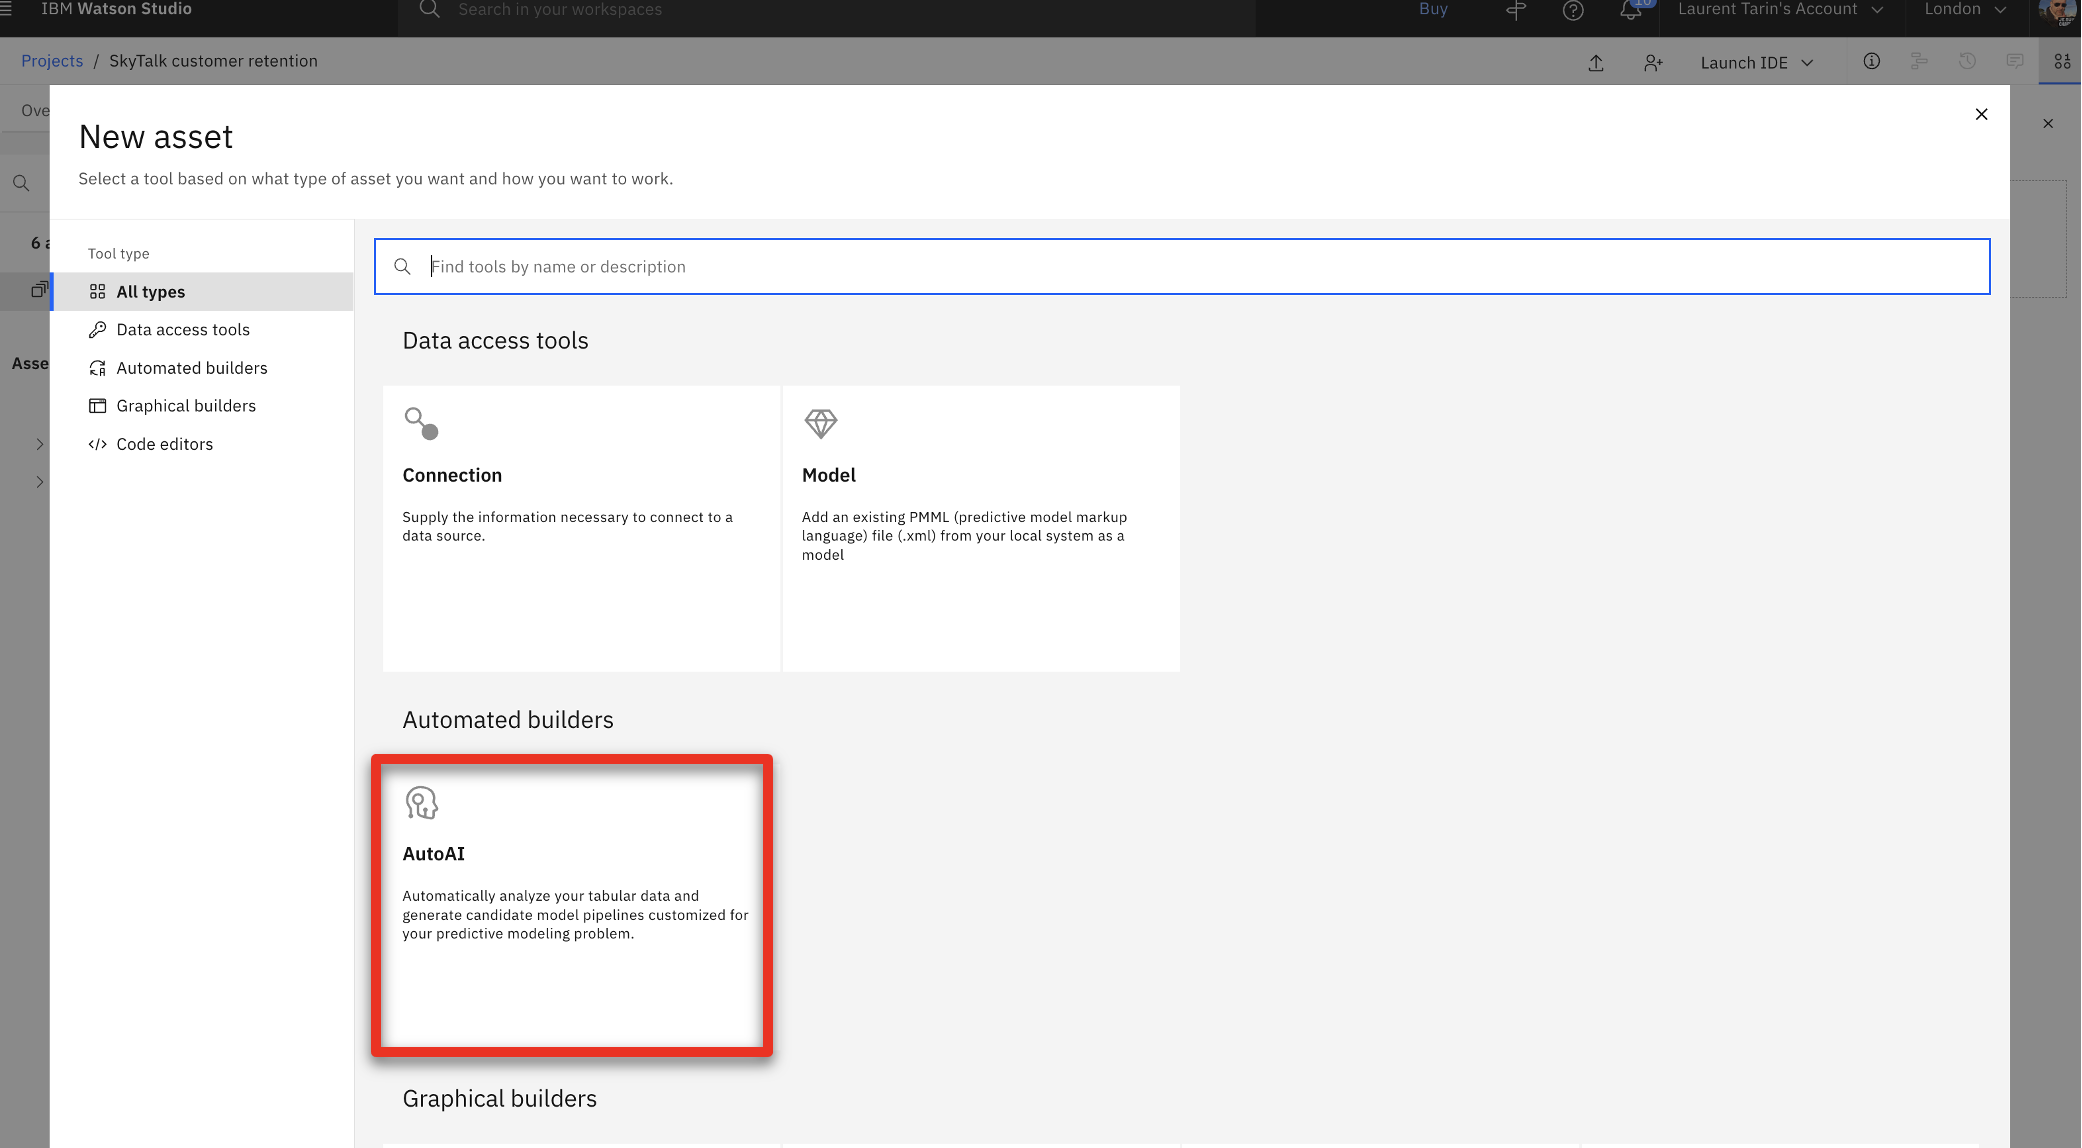 IBM Watson Studio
Search in your workspaces
Buy
10
Laurent Tarin's Account
London
Projects / SkyTalk customer retention
Launch IDE
Ove
New asset
Select a tool based on what type of asset you want and how you want to work.
6 a
Asse
Tool type
All types
Data access tools
Automated builders
Graphical builders
Code editors
Find tools by name or description
Data access tools
Connection
Supply the information necessary to connect to a
data source.
Model
Add an existing PMML (predictive model markup
language) file (.xml) from your local system as a
model
Automated builders
AutoAI
Automatically analyze your tabular data and
generate candidate model pipelines customized for
your predictive modeling problem.
Graphical builders